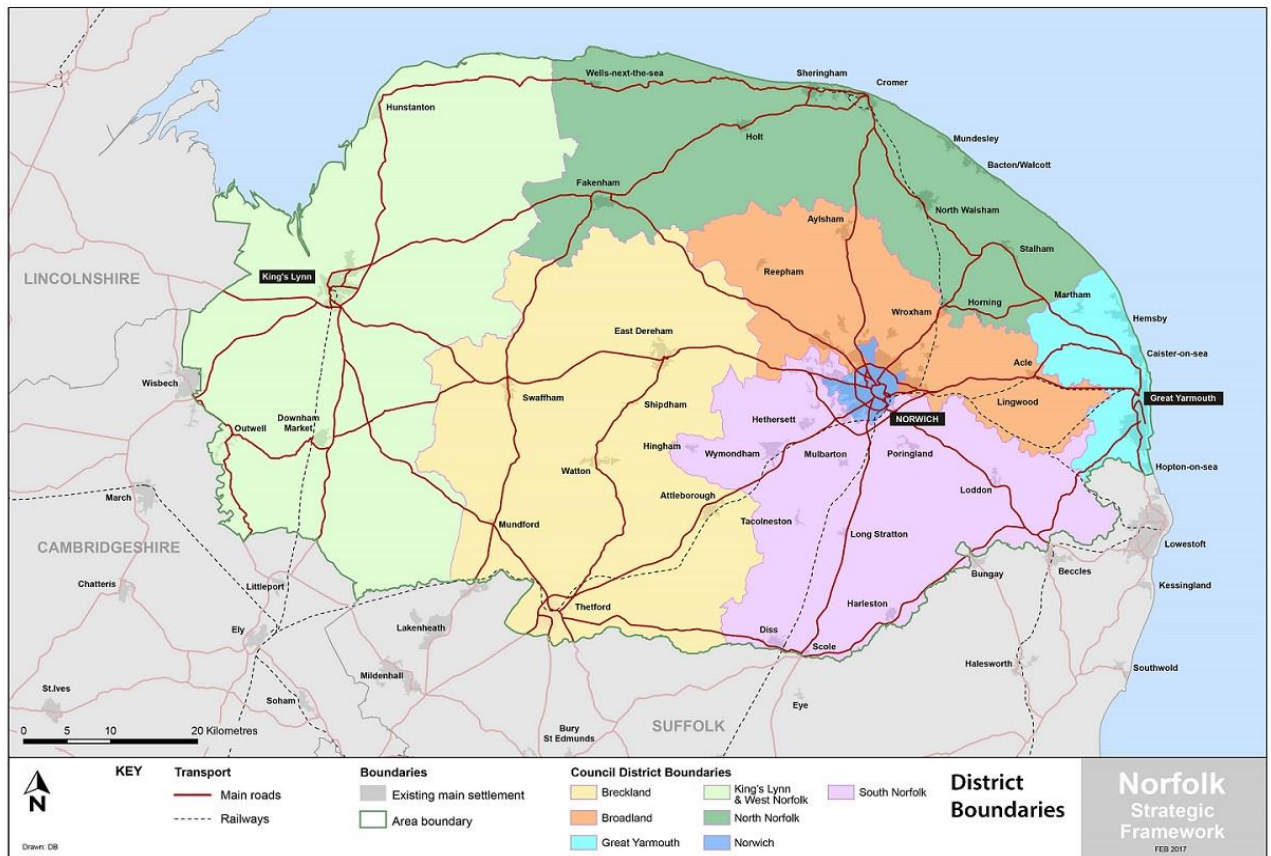 Wells-next-the-sea
Sheringham
Cromer
Hunstanton
Holt
Mundesley
Bacton/Walcott
Fakenham
North Walsham
Aylsham
Stalham
LINCOLNSHIRE
King's Lynn
Reepham
Martham
Horning
Wroxham
Hemsby
East Dereham
Caister-on-sea
Acle
Wisbech
Swaffham
Great Yarmouth
Shipdham
Lingwood
Downham
Market
Outwell
Hethersett
NORWICH
Hingham
Wymondham
Mulbarton
Poringland
Watton
Hopton-on-sea
March
Attleborough
Loddon
Tacolneston
Mundford
Long Stratton
CAMBRIDGESHIRE
Lowestoft
Chatteris
Littleport
Bungay
Beccles
Kessingland
Thetford
Harleston
Lakenheath
Ely
Diss
Scole
Halesworth
Southwold
Mildenhall
St.Ives
Soham
Eye
SUFFOLK
Bury
St Edmunds
0 5 10 20 Kilometres
N
KEY
Transport
Main roads
Railways
Boundaries
Existing main settlement
Area boundary
Council District Boundaries
Breckland
Broadland
Great Yarmouth
King's Lynn
& West Norfolk
North Norfolk
Norwich
South Norfolk
District
Boundaries
Norfolk
Strategic
Framework
FEB 2017
Drawn: DB